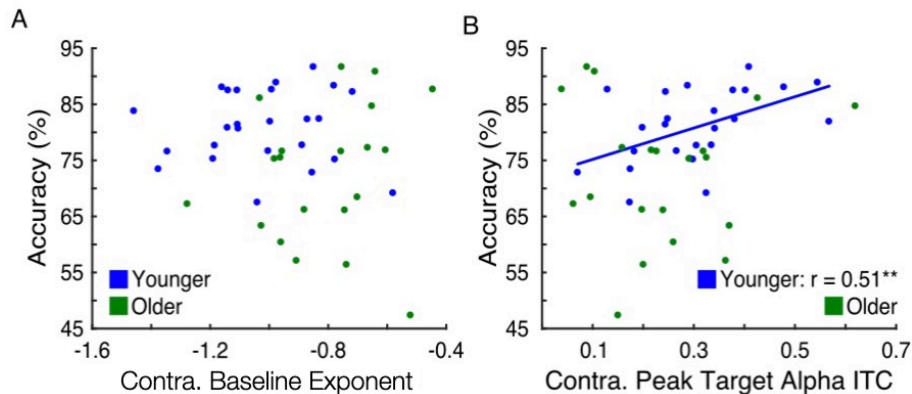 A
Accuracy (%)
95
85
75
65
55
45
Younger
Older
-1.6
-1.2
-0.8
-0.4
Contra. Baseline Exponent
B
Accuracy (%)
95
85
75
65
55
45
Younger: r = 0.51**
Older
0.1
0.3
0.5
0.7
Contra. Peak Target Alpha ITC